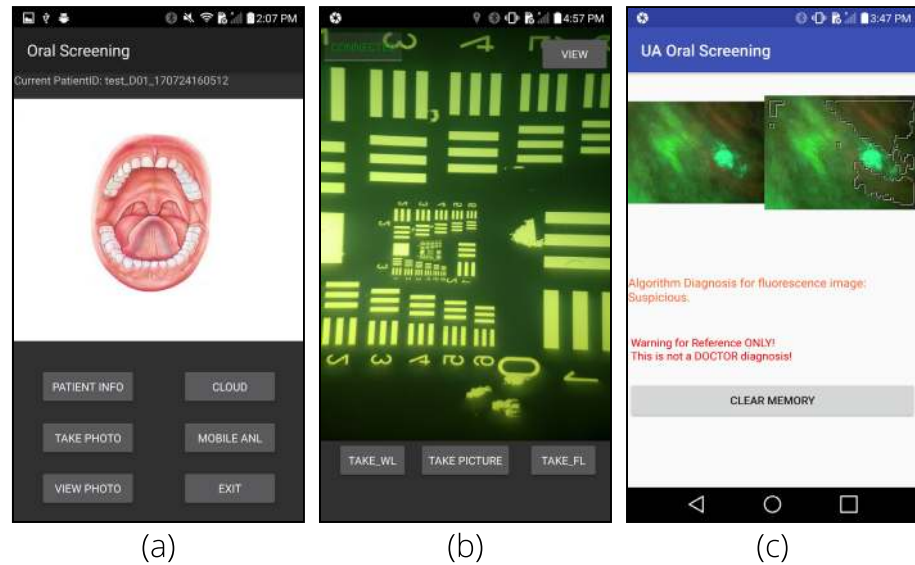 2:07 PM
Oral Screening
Current PatientID: test_D01_170724160512
PATIENT INFO
CLOUD
TAKE PHOTO
MOBILE ANL
VIEW PHOTO
EXIT
(a)
4:57 PM
CONNECTED
VIEW
TAKE_WL
TAKE PICTURE
TAKE_FL
(b)
3:47 PM
UA Oral Screening
Algorithm Diagnosis for fluorescence image:
Suspicious.
Warning for Reference ONLY!
This is not a DOCTOR diagnosis!
CLEAR MEMORY
(c)